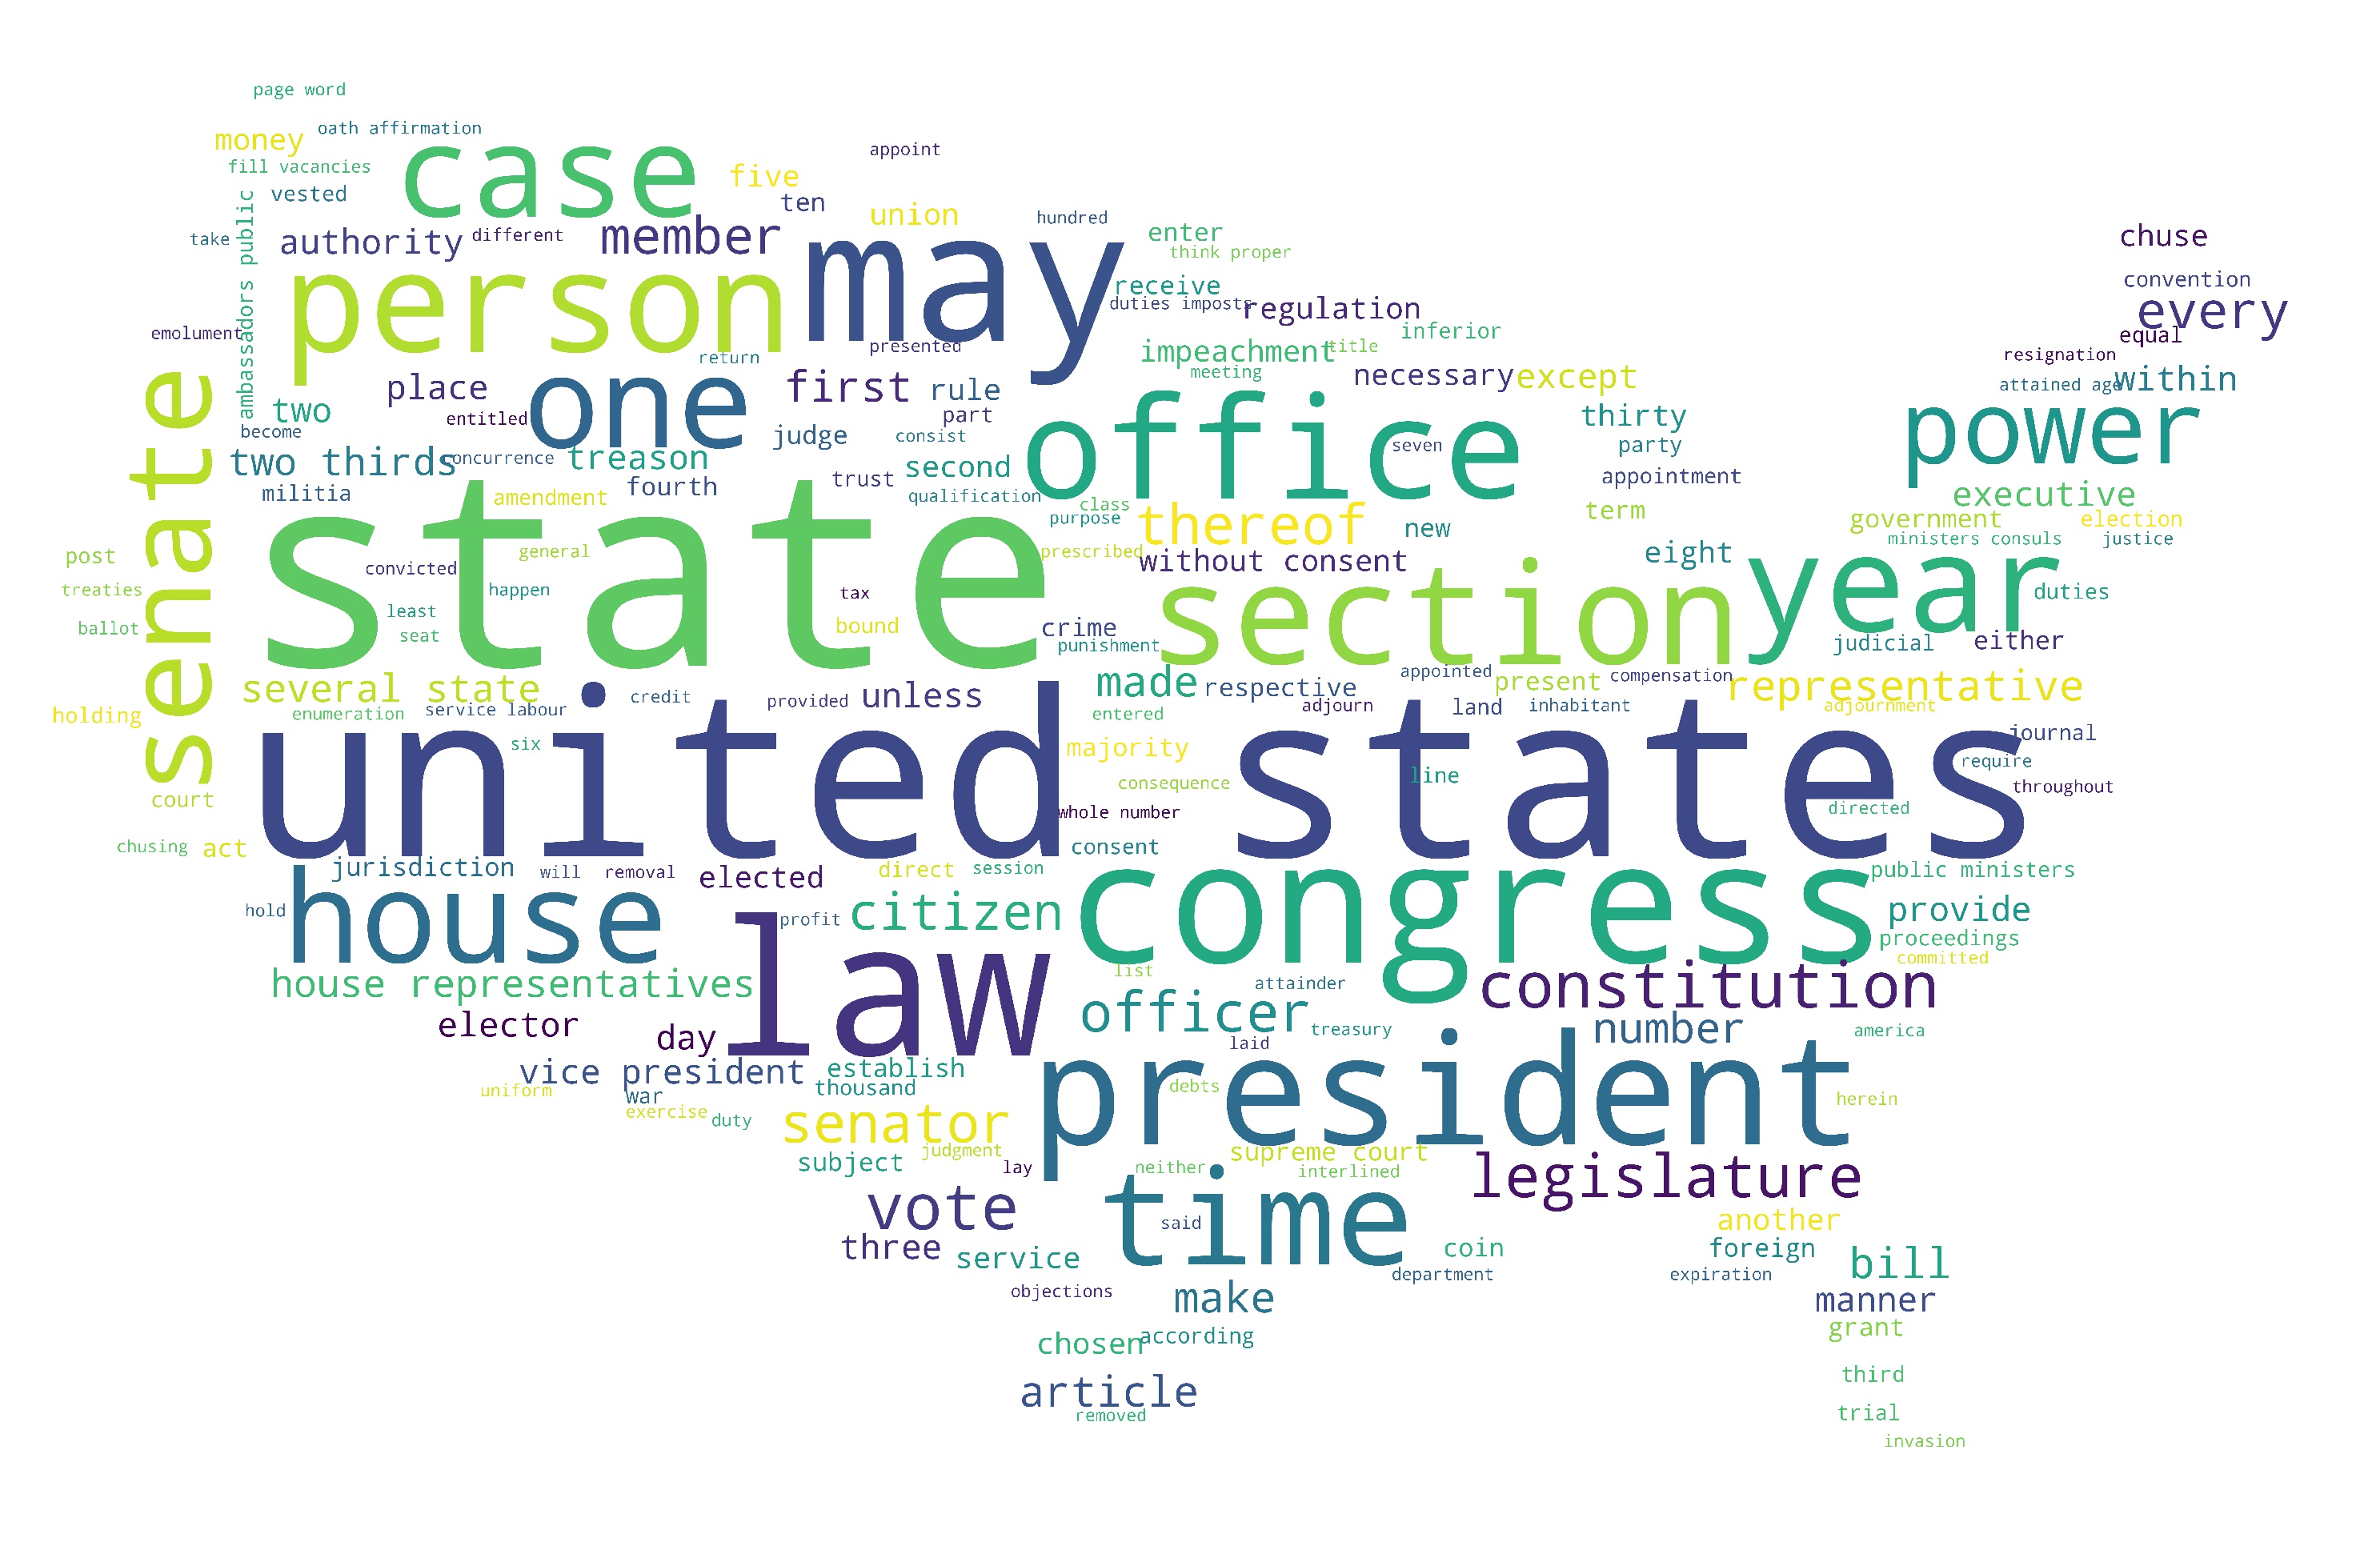 page word
oath affirmation
money
case
appoint
fill vacancies
five
vested
ten
union
hundred
ambassadors public
take
authority
different
member
may
enter
think proper
chuse
person
receive
duties imposts
regulation
convention
every
emolument
return
presented
impeachment
title
inferior
equal
resignation
senate
place
one
first
rule
meeting
necessary
except
attained age
within
two
entitled
part
thirty
power
become
judge
consist
office
seven
party
two thirds
concurrence
treason
second
appointment
militia
amendment
fourth
trust
qualification
class
executive
state
purpose
thereof
new
term
government
election
post
general
prescribed
without consent
eight
ministers consuls
justice
convicted
treaties
happen
tax
section
year
duties
ballot
least
seat
bound
crime
punishment
judicial
either
several state
credit
provided
unless
made
respective
appointed
present
compensation
representative
holding
enumeration
service labour
entered
adjourn
land
inhabitant
adjournment
six
united states
majority
journal
court
consequence
line
require
throughout
whole number
directed
chusing
act
consent
jurisdiction
will
removal
elected
direct
session
congress
public ministers
hold
house
profit
citizen
provide
proceedings
house representatives
law
list
attainder
constitution
committed
elector
day
officer
treasury
number
america
vice president
establish
laid
president
uniform
war
thousand
debts
herein
exercise
duty
senator
judgment
supreme court
subject
lay
neither
interlined
legislature
vote
time
said
another
three
service
coin
foreign
bill
objections
department
expiration
make
manner
chosen
according
grant
article
third
removed
trial
invasion